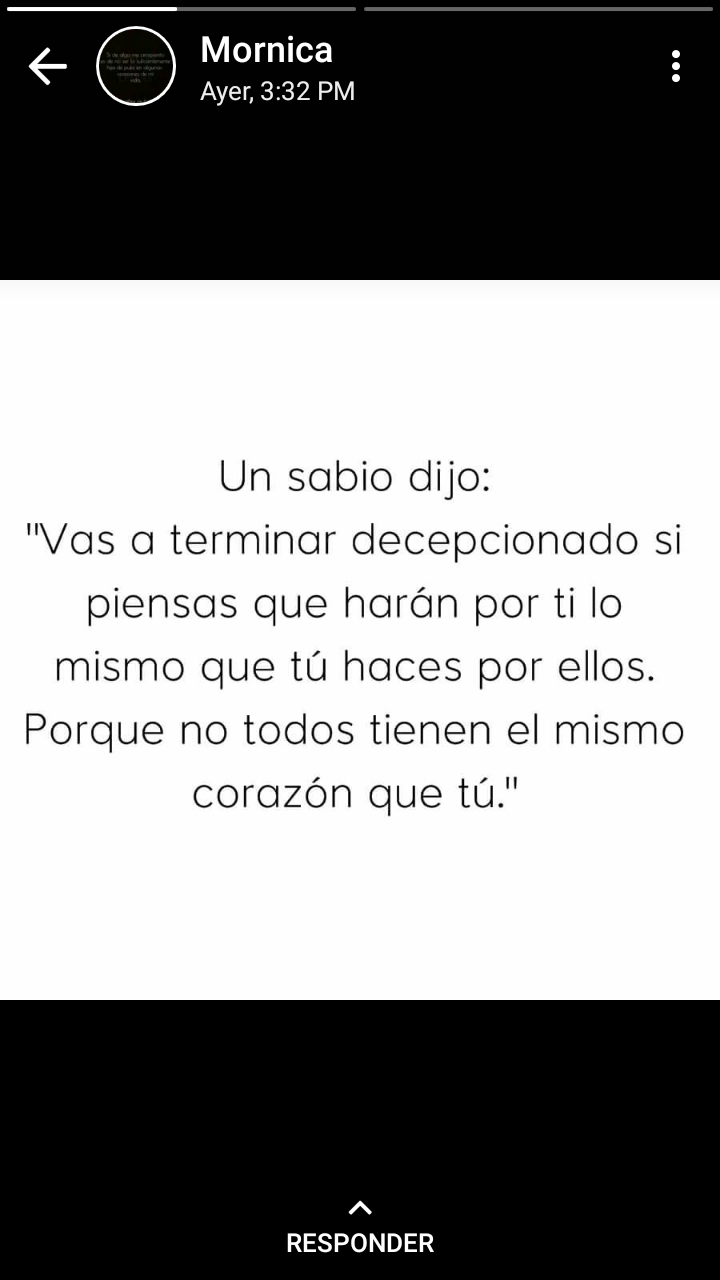 Mornica
Ayer, 3:32 PM
Un sabio dijo:
"Vas a terminar decepcionado si
piensas que harán por ti lo
mismo que tú haces por ellos.
Porque no todos tienen el mismo
corazón que tú."
RESPONDER